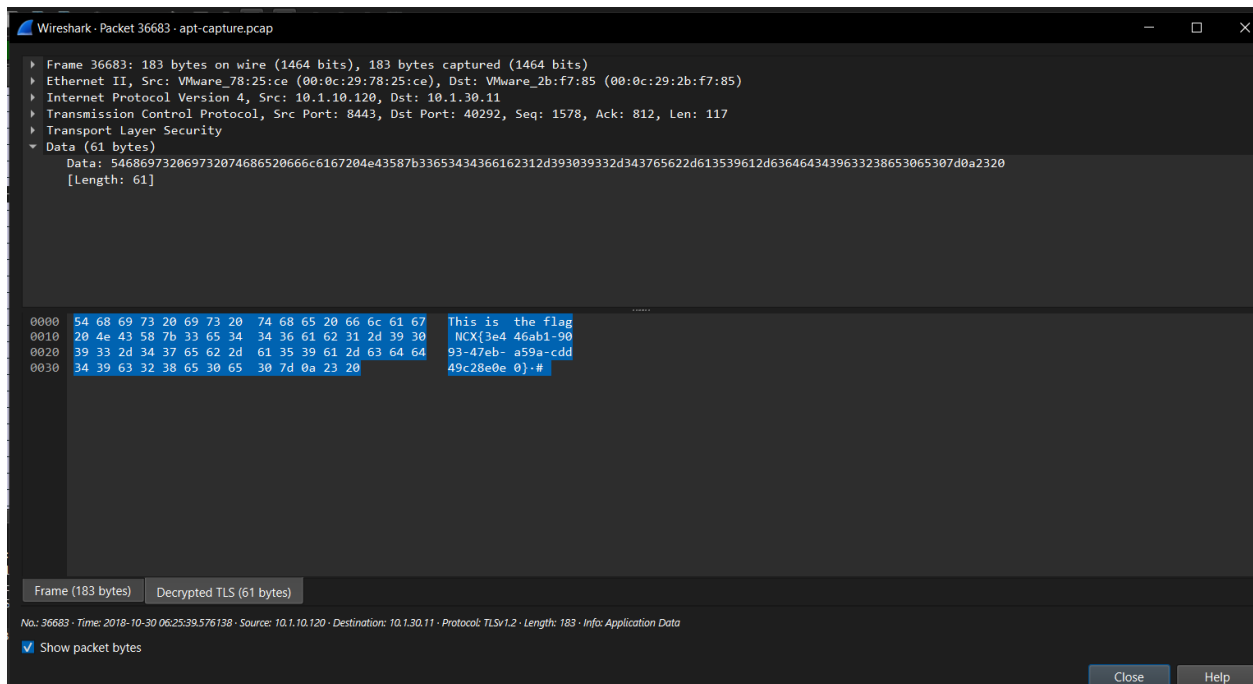 Wireshark · Packet 36683 · apt-capture.pcap
Frame 36683: 183 bytes on wire (1464 bits), 183 bytes captured (1464 bits)
Ethernet II, Src: VMware_78:25:ce (00:0c:29:78:25:ce), Dst: VMware_2b:f7:85 (00:0c:29:2b:f7:85)
Internet Protocol Version 4, Src: 10.1.10.120, Dst: 10.1.30.11
Transmission Control Protocol, Src Port: 8443, Dst Port: 40292, Seq: 1578, Ack: 812, Len: 117
Transport Layer Security
Data (61 bytes)
Data: 546869732069732074686520666c6167204e43587b33653434366162312d393039332d343765622d613539612d6364643439633238653065307d0a2320
[Length: 61]
0000 54 68 69 73 20 69 73 20 74 68 65 20 66 6c 61 67 This is the flag
0010 20 4e 43 58 7b 33 65 34 34 36 61 62 31 2d 39 30 NCX{3e4 46ab1-90
0020 39 33 2d 34 37 65 62 2d 61 35 39 61 2d 63 64 64 93-47eb- a59a-cdd
0030 34 39 63 32 38 65 30 65 30 7d 0a 23 20 49c28e0e 0}·#
Frame (183 bytes) Decrypted TLS (61 bytes)
No.: 36683 · Time: 2018-10-30 06:25:39.576138 · Source: 10.1.10.120 · Destination: 10.1.30.11 · Protocol: TLSv1.2 · Length: 183 · Info: Application Data
Show packet bytes
Close Help